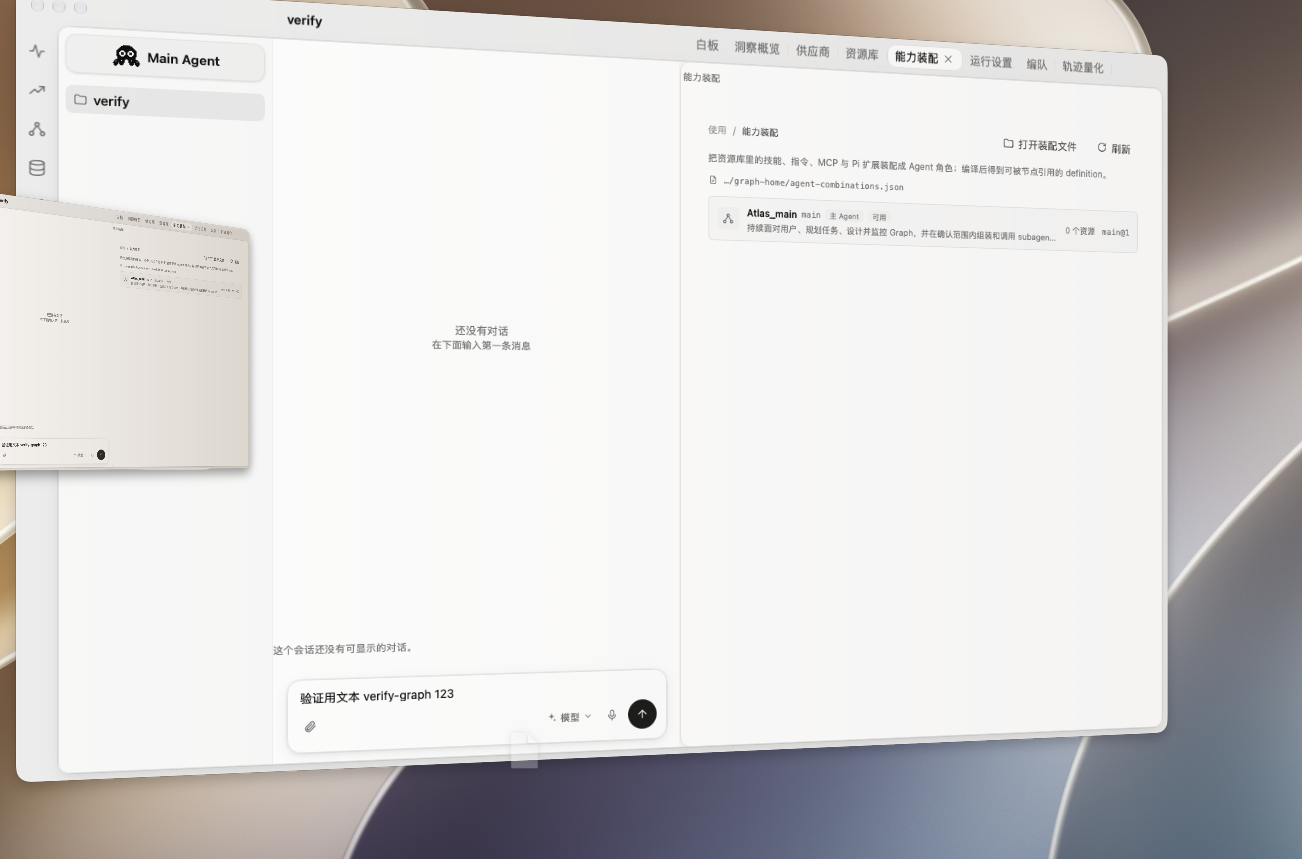 verify
白板 洞察概览 供应商 资源库 能力装配 运行设置 编队 轨迹量化
Main Agent
verify
还没有对话
在下面输入第一条消息
这个会话还没有可显示的对话。
验证用文本 verify-graph 123
模型
能力装配
使用 / 能力装配
打开装配文件 刷新
把资源库里的技能、指令、MCP 与 Pi 扩展装配成 Agent 角色；编译后得到可被节点引用的 definition。
…/graph-home/agent-combinations.json
Atlas_main main 主 Agent 可用
持续面对用户、规划任务、设计并监控 Graph，并在确认范围内组装和调用 subagen…
0 个资源 main@1